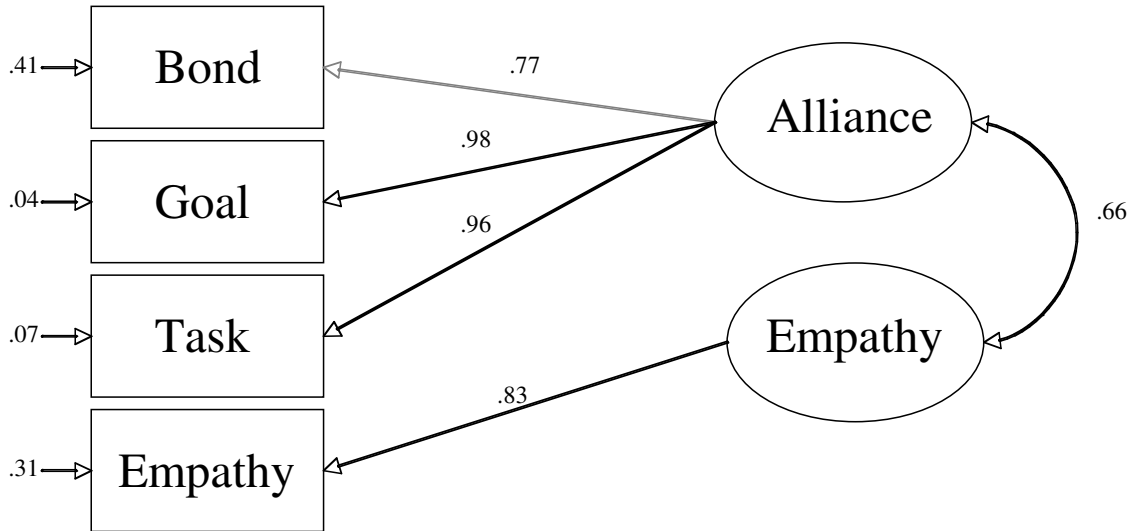 .41
Bond
.77
Alliance
.04
Goal
.98
.96
.66
.07
Task
Empathy
.83
.31
Empathy